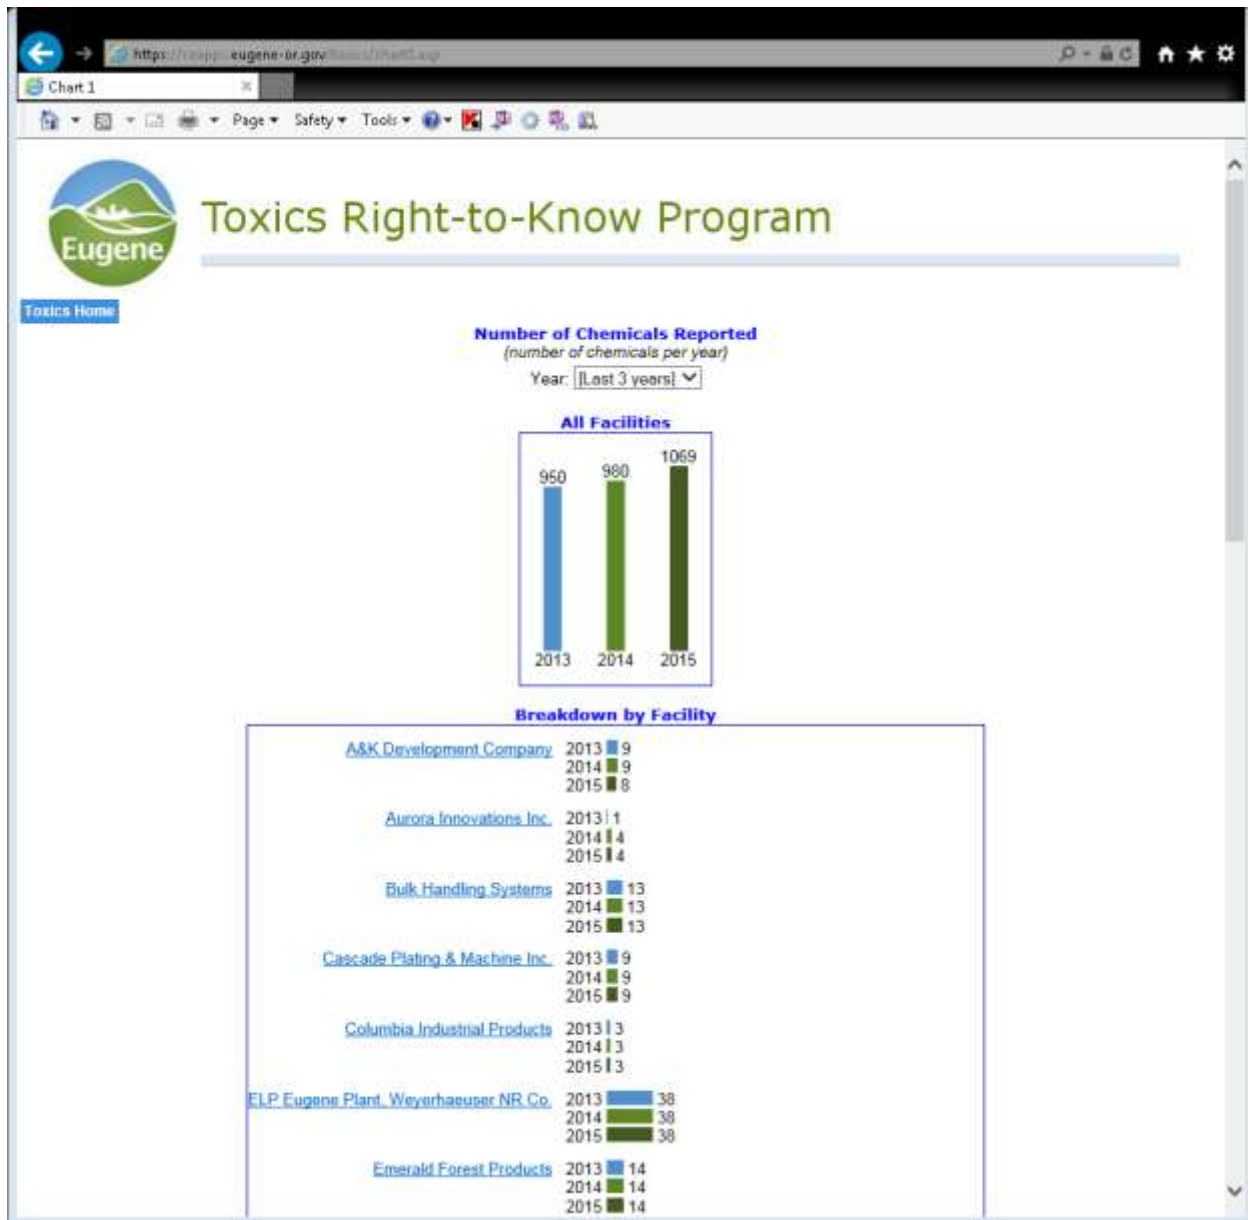 https:// eugene-or.gov
Chart 1
Page Safety Tools
Eugene
Toxics Right-to-Know Program
Toxics Home
Number of Chemicals Reported
(number of chemicals per year)
Year: [Last 3 years]
All Facilities
950 980 1069
2013 2014 2015
Breakdown by Facility
A&K Development Company 2013 9
2014 9
2015 8
Aurora Innovations Inc. 2013 1
2014 4
2015 4
Bulk Handling Systems 2013 13
2014 13
2015 13
Cascade Plating & Machine Inc. 2013 9
2014 9
2015 9
Columbia Industrial Products 2013 3
2014 3
2015 3
ELP Eugene Plant, Weyerhaeuser NR Co. 2013 38
2014 38
2015 38
Emerald Forest Products 2013 14
2014 14
2015 14